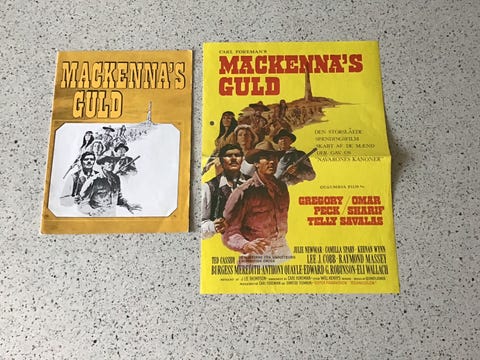 MACKENNA'S
GULD
CARL FOREMAN'S
MACKENNA'S
GULD
DEN STORSLÅEDE
SPÆNDINGSFILM
SKABT AF DE MÆND
DER GAV OS
"NAVARONES KANONER"
COLUMBIA FILM
GREGORY PECK / OMAR SHARIF
TELLY SAVALAS
JULIE NEWMAR · CAMILLA SPARV · KEENAN WYNN
TED CASSIDY
LEE J. COBB · RAYMOND MASSEY
BURGESS MEREDITH · ANTHONY QUAYLE · EDWARD G. ROBINSON · ELI WALLACH